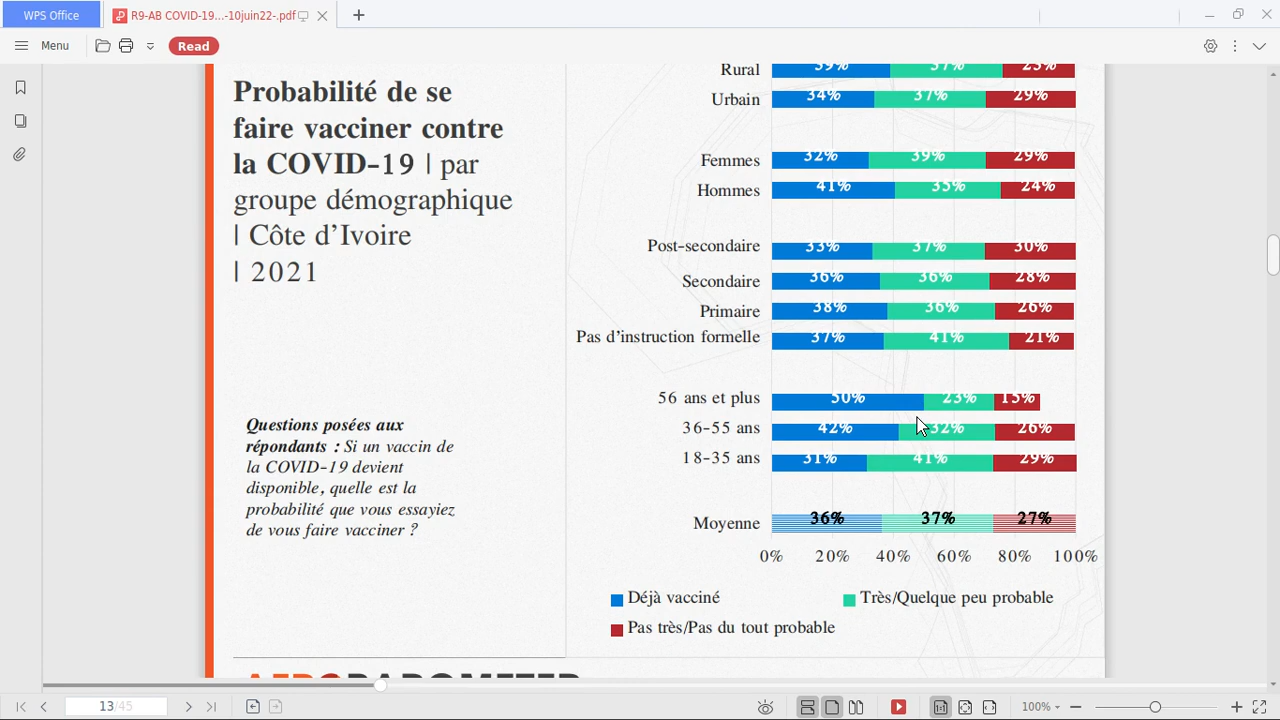 WPS Office
R9-AB COVID-19...-10juin22-.pdf
Menu
Read
Probabilité de se
faire vacciner contre
la COVID-19 | par
groupe démographique
| Côte d'Ivoire
| 2021
Questions posées aux
répondants : Si un vaccin de
la COVID-19 devient
disponible, quelle est la
probabilité que vous essayiez
de vous faire vacciner ?
Rural 39% 37% 25%
Urbain 34% 37% 29%
Femmes 32% 39% 29%
Hommes 41% 35% 24%
Post-secondaire 33% 37% 30%
Secondaire 36% 36% 28%
Primaire 38% 36% 26%
Pas d'instruction formelle 37% 41% 21%
56 ans et plus 50% 23% 15%
36-55 ans 42% 32% 26%
18-35 ans 31% 41% 29%
Moyenne 36% 37% 27%
0% 20% 40% 60% 80% 100%
Déjà vacciné Très/Quelque peu probable
Pas très/Pas du tout probable
AFROBAROMETER
13/45
100%